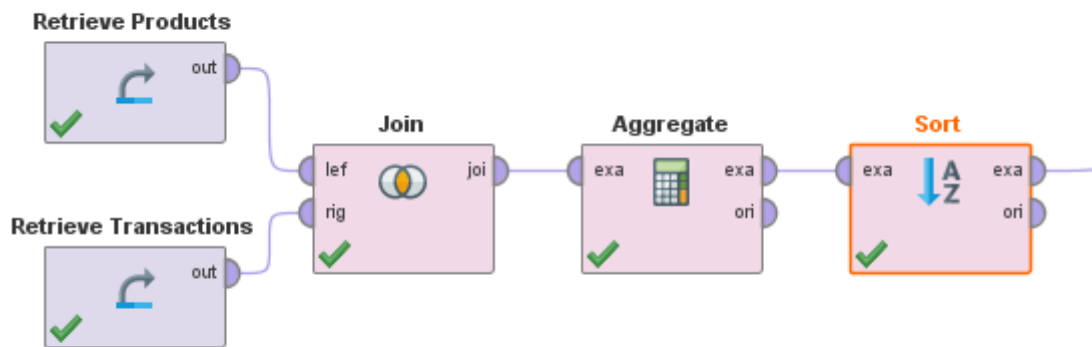 Retrieve Products
out
Join
lef
joi
rig
Aggregate
exa
exa
ori
Sort
exa
A
Z
exa
ori
Retrieve Transactions
out